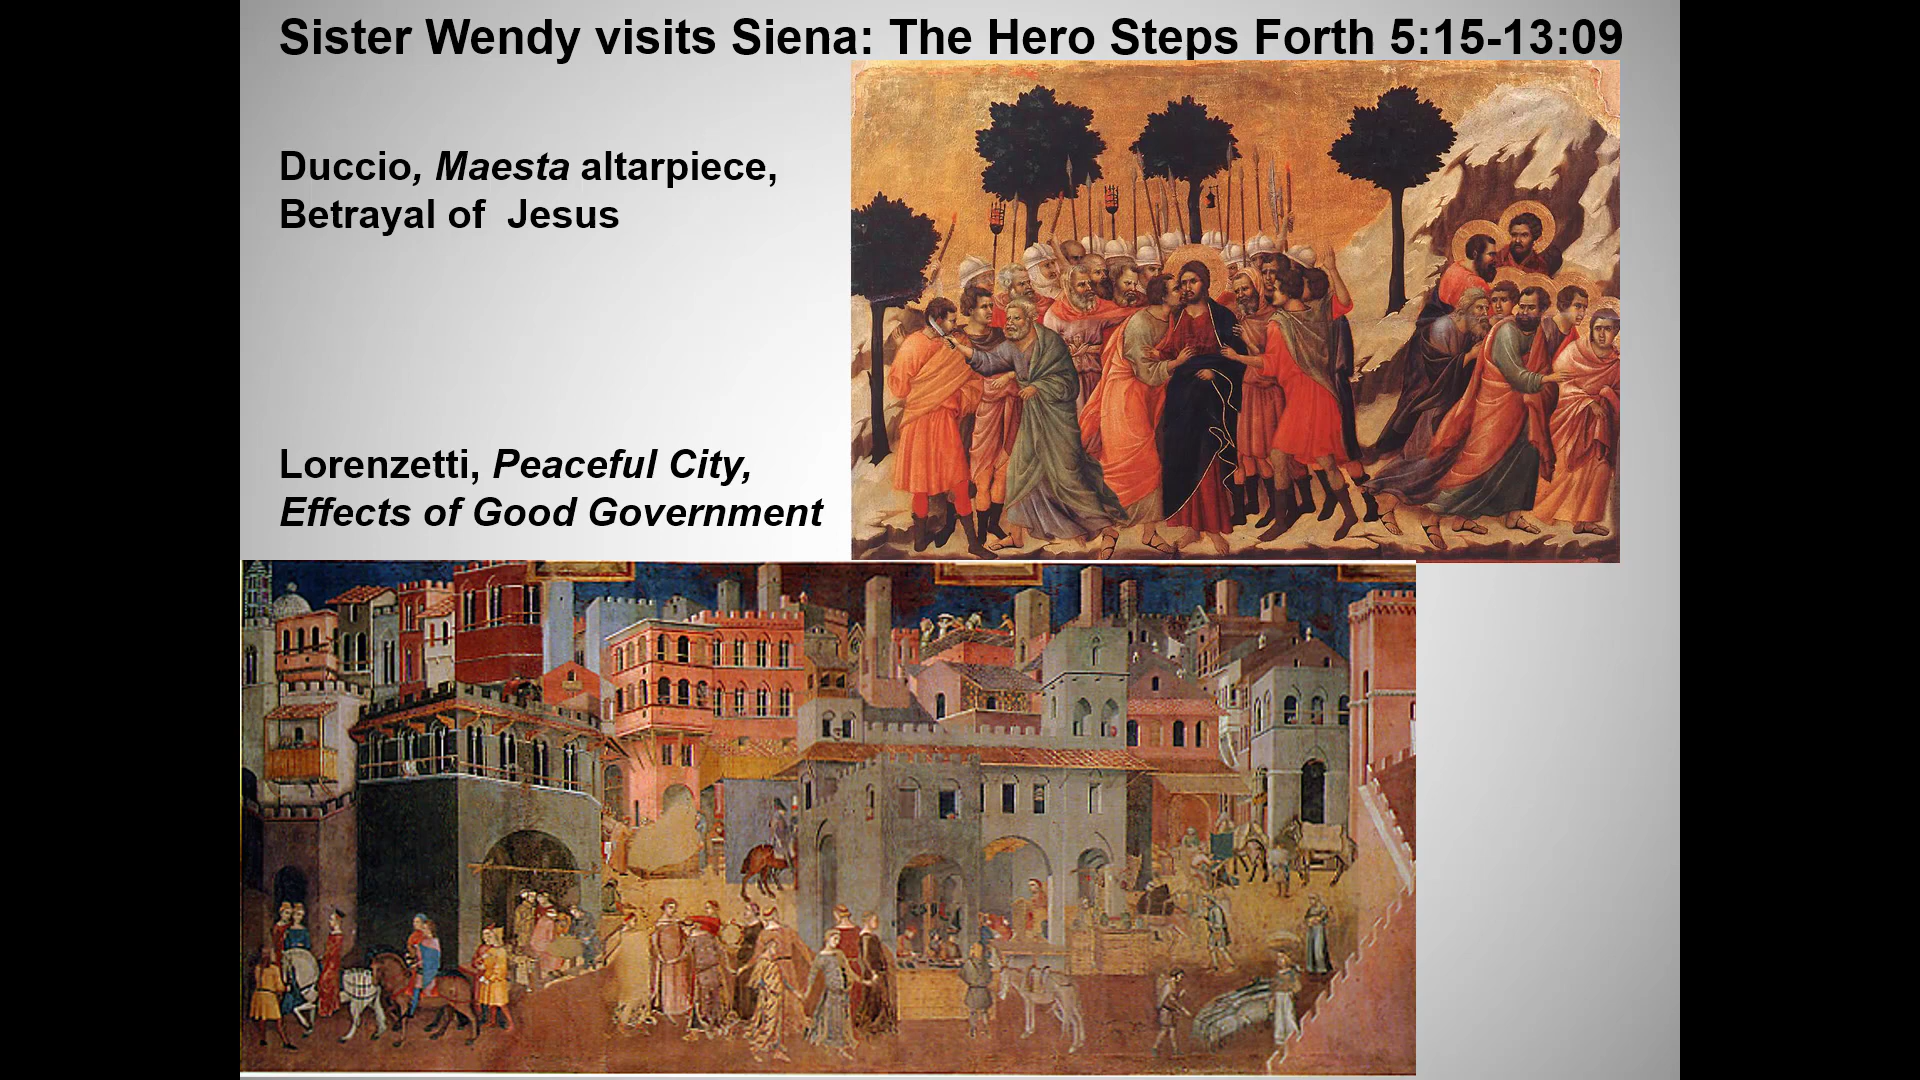 Sister Wendy visits Siena: The Hero Steps Forth 5:15-13:09
Duccio, Maesta altarpiece,
Betrayal of Jesus
Lorenzetti, Peaceful City,
Effects of Good Government